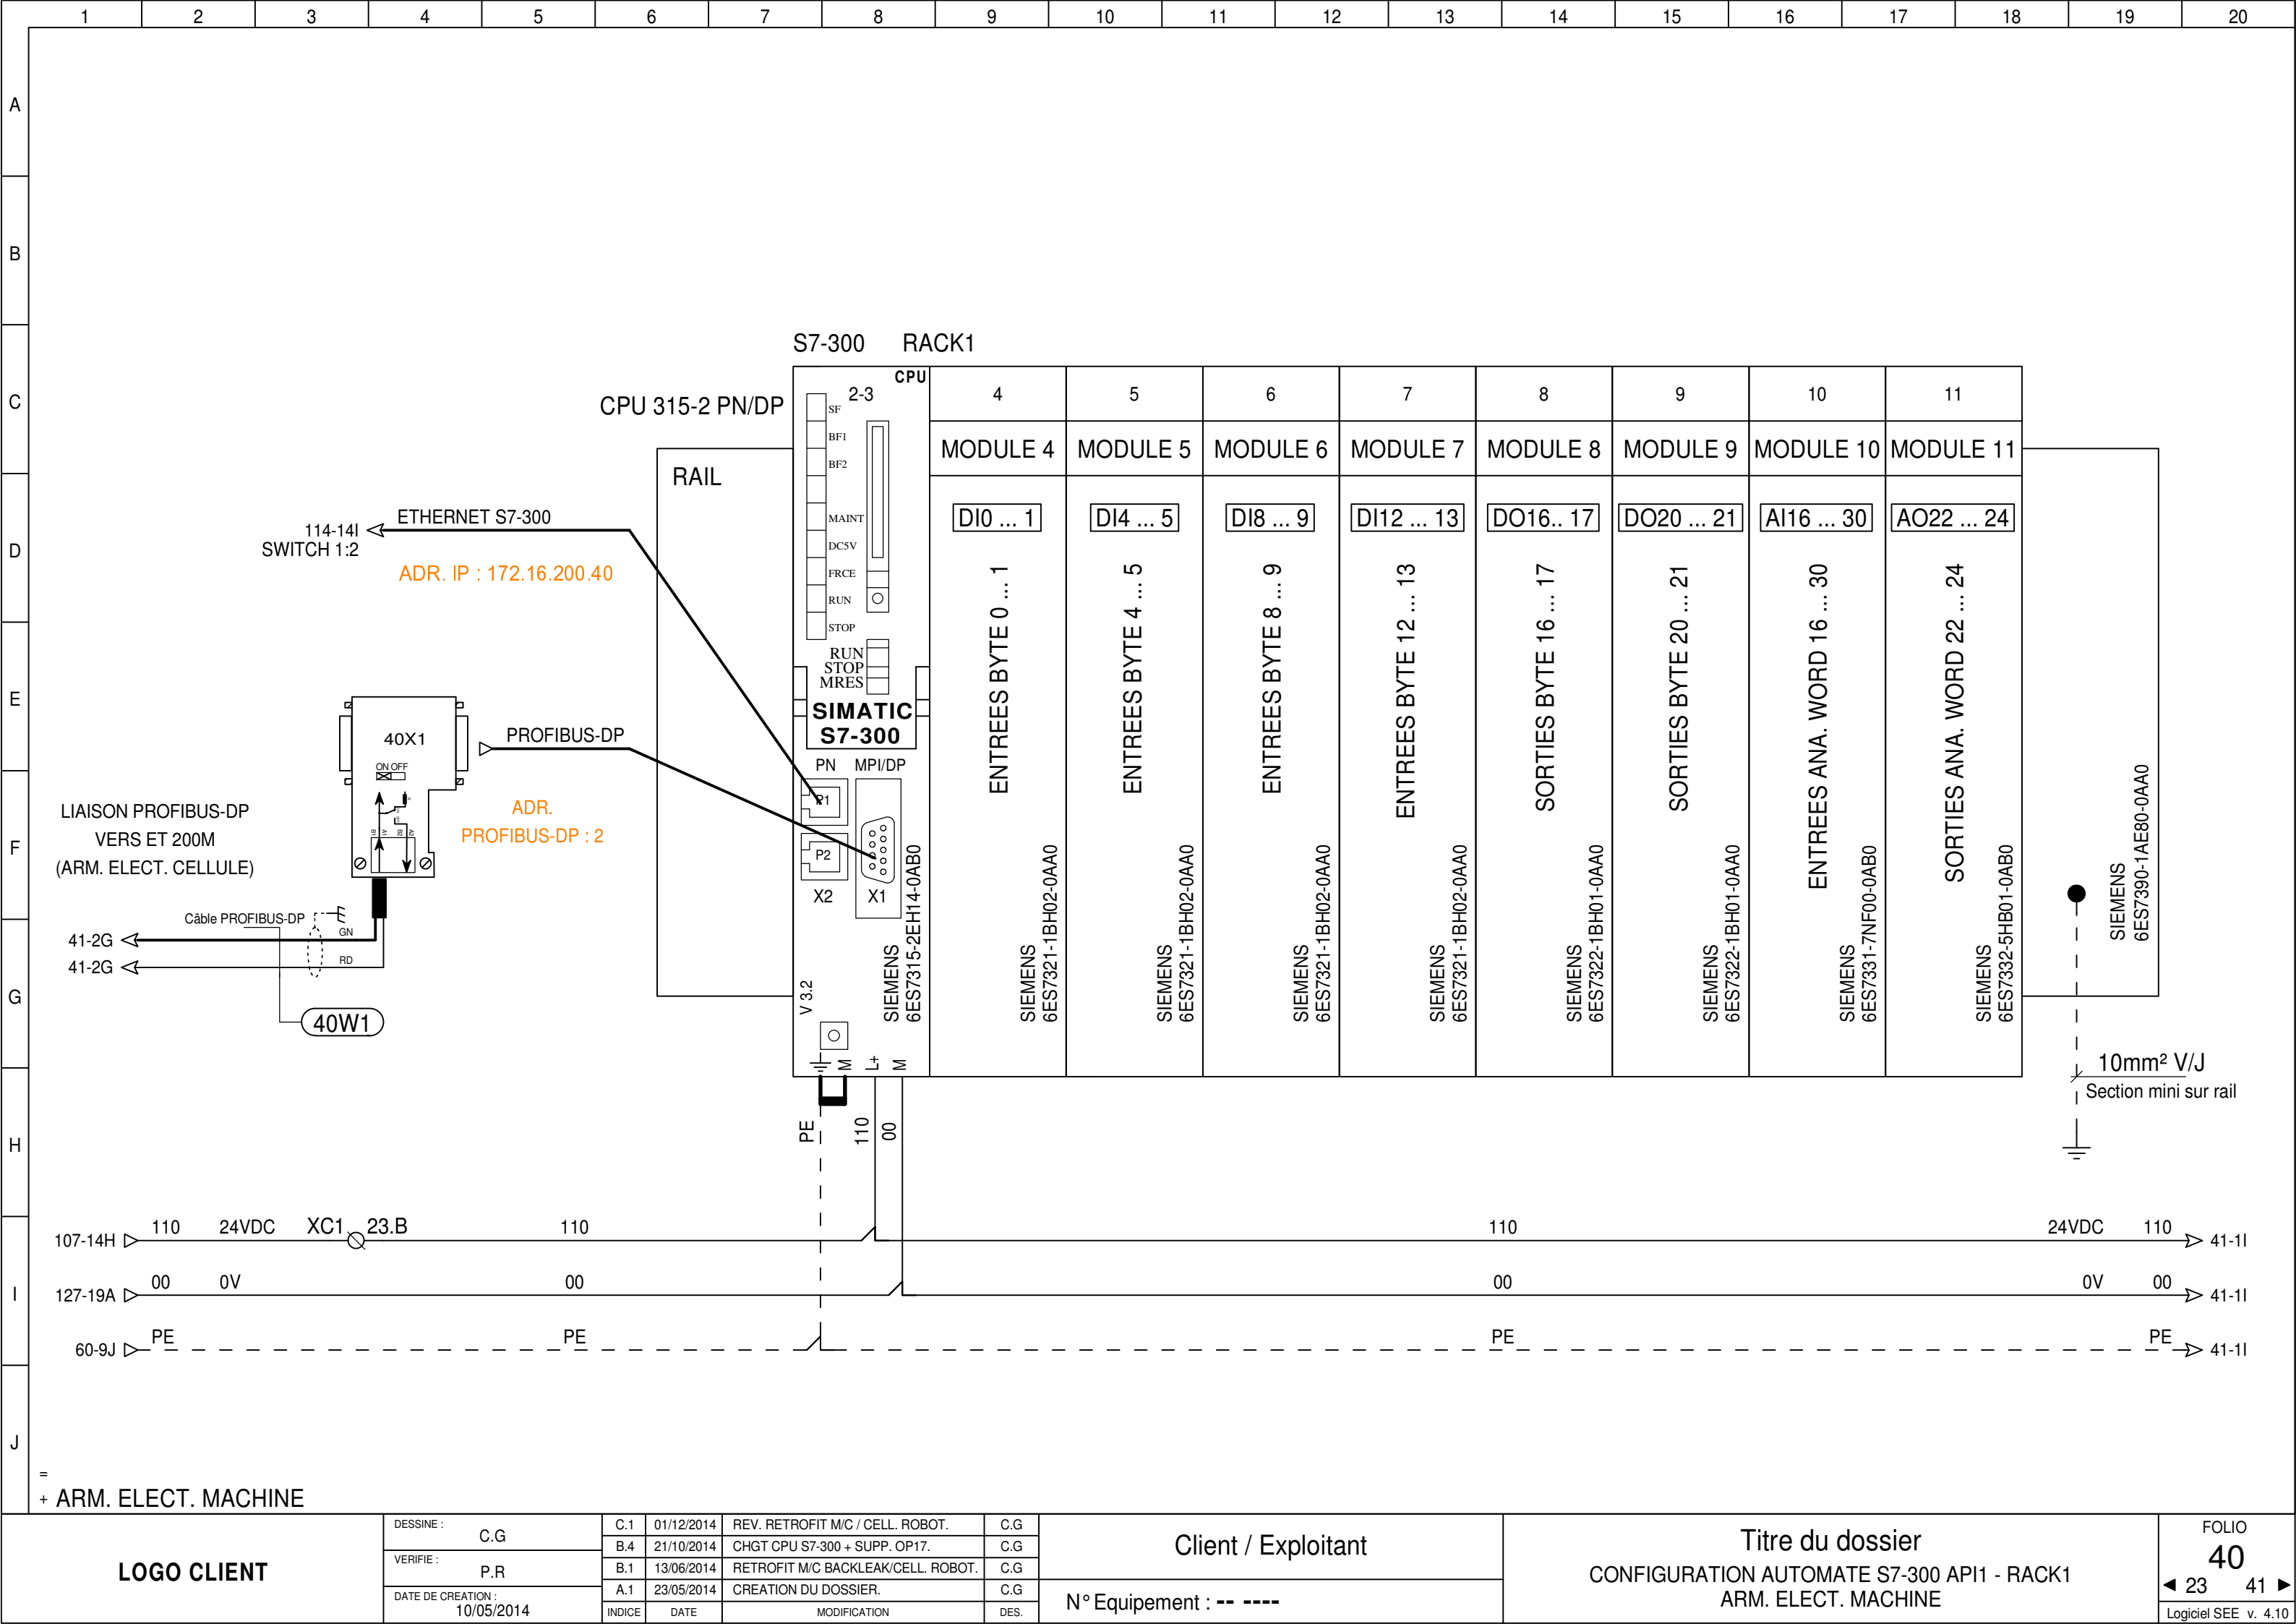 1 2 3 4 5 6 7 8 9 10 11 12 13 14 15 16 17 18 19 20
A
B
C
D
E
F
G
H
I
J
S7-300 RACK1
CPU 315-2 PN/DP
CPU
2-3
SF
BF1
BF2
MAINT
DC5V
FRCE
RUN
STOP
RUN
STOP
MRES
SIMATIC
S7-300
PN MPI/DP
P1
P2
X2 X1
V 3.2
SIEMENS
6ES7315-2EH14-0AB0
M L+ M
RAIL
4
MODULE 4
DI0 ... 1
ENTREES BYTE 0 ... 1
SIEMENS
6ES7321-1BH02-0AA0
5
MODULE 5
DI4 ... 5
ENTREES BYTE 4 ... 5
SIEMENS
6ES7321-1BH02-0AA0
6
MODULE 6
DI8 ... 9
ENTREES BYTE 8 ... 9
SIEMENS
6ES7321-1BH02-0AA0
7
MODULE 7
DI12 ... 13
ENTREES BYTE 12 ... 13
SIEMENS
6ES7321-1BH02-0AA0
8
MODULE 8
DO16.. 17
SORTIES BYTE 16 ... 17
SIEMENS
6ES7322-1BH01-0AA0
9
MODULE 9
DO20 ... 21
SORTIES BYTE 20 ... 21
SIEMENS
6ES7322-1BH01-0AA0
10
MODULE 10
AI16 ... 30
ENTREES ANA. WORD 16 ... 30
SIEMENS
6ES7331-7NF00-0AB0
11
MODULE 11
AO22 ... 24
SORTIES ANA. WORD 22 ... 24
SIEMENS
6ES7332-5HB01-0AB0
SIEMENS
6ES7390-1AE80-0AA0
10mm² V/J
Section mini sur rail
114-14I
SWITCH 1:2
ETHERNET S7-300
ADR. IP : 172.16.200.40
40X1
ON OFF
B1 A1 B2 A2
PROFIBUS-DP
ADR.
PROFIBUS-DP : 2
LIAISON PROFIBUS-DP
VERS ET 200M
(ARM. ELECT. CELLULE)
Câble PROFIBUS-DP
41-2G GN
41-2G RD
40W1
PE 110 00
107-14H 110 24VDC XC1 23.B 110 110 24VDC 110 41-1I
127-19A 00 0V 00 00 0V 00 41-1I
60-9J PE PE PE PE 41-1I
=
+ ARM. ELECT. MACHINE
LOGO CLIENT
DESSINE :
C.G
VERIFIE :
P.R
DATE DE CREATION :
10/05/2014
C.1 01/12/2014 REV. RETROFIT M/C / CELL. ROBOT. C.G
B.4 21/10/2014 CHGT CPU S7-300 + SUPP. OP17. C.G
B.1 13/06/2014 RETROFIT M/C BACKLEAK/CELL. ROBOT. C.G
A.1 23/05/2014 CREATION DU DOSSIER. C.G
INDICE DATE MODIFICATION DES.
Client / Exploitant
N° Equipement : -- ----
Titre du dossier
CONFIGURATION AUTOMATE S7-300 API1 - RACK1
ARM. ELECT. MACHINE
FOLIO
40
23 41
Logiciel SEE v. 4.10